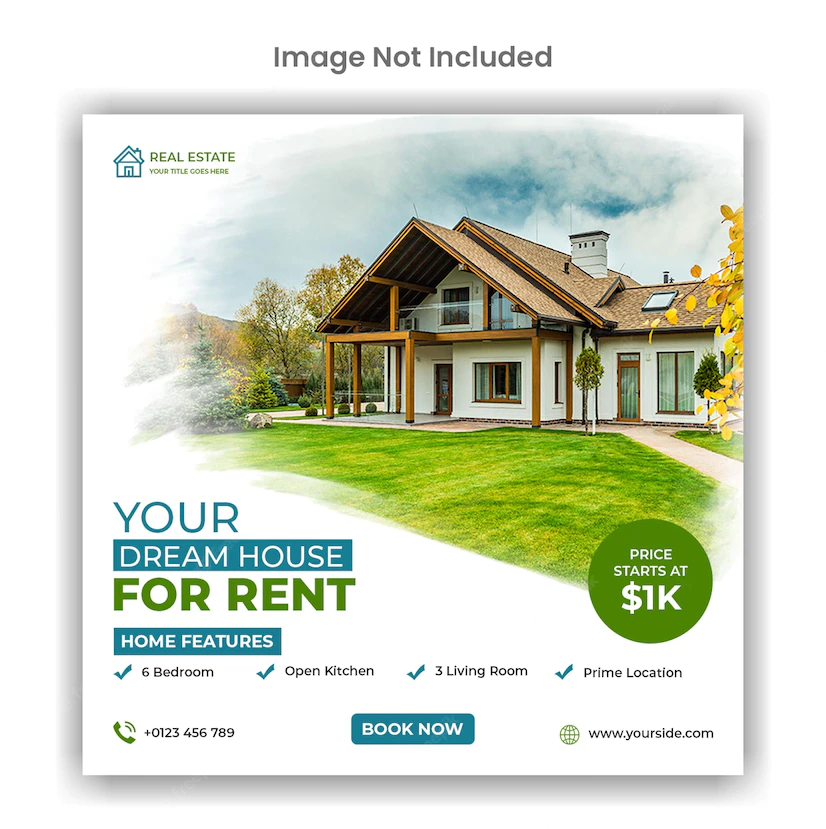 Image Not Included
REAL ESTATE
YOUR TITLE GOES HERE
YOUR
DREAM HOUSE
FOR RENT
PRICE
STARTS AT
$1K
HOME FEATURES
6 Bedroom
Open Kitchen
3 Living Room
Prime Location
+0123 456 789
BOOK NOW
www.yourside.com